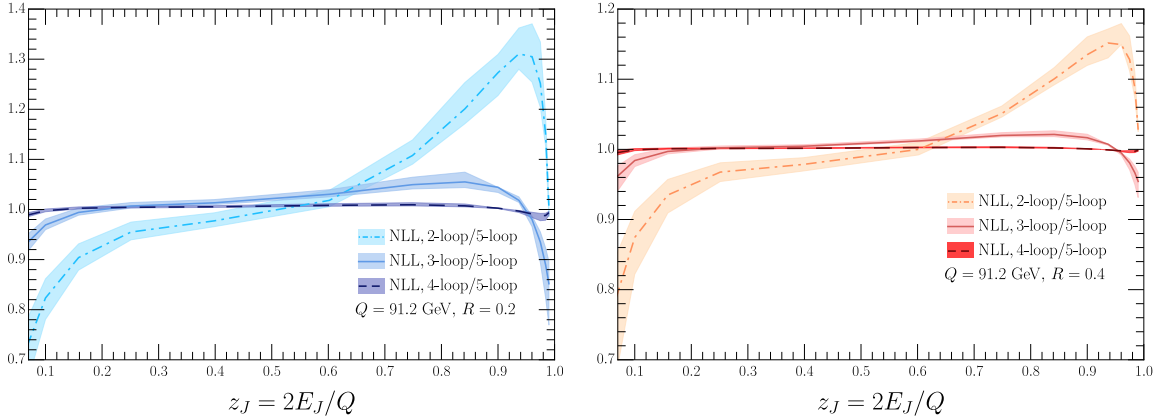 1.4
1.3
1.2
1.1
1.0
0.9
0.8
0.7
0.1 0.2 0.3 0.4 0.5 0.6 0.7 0.8 0.9 1.0
NLL, 2-loop/5-loop
NLL, 3-loop/5-loop
NLL, 4-loop/5-loop
Q = 91.2 GeV, R = 0.2
z_J = 2E_J/Q
1.2
1.1
1.0
0.9
0.8
0.7
0.1 0.2 0.3 0.4 0.5 0.6 0.7 0.8 0.9 1.0
NLL, 2-loop/5-loop
NLL, 3-loop/5-loop
NLL, 4-loop/5-loop
Q = 91.2 GeV, R = 0.4
z_J = 2E_J/Q